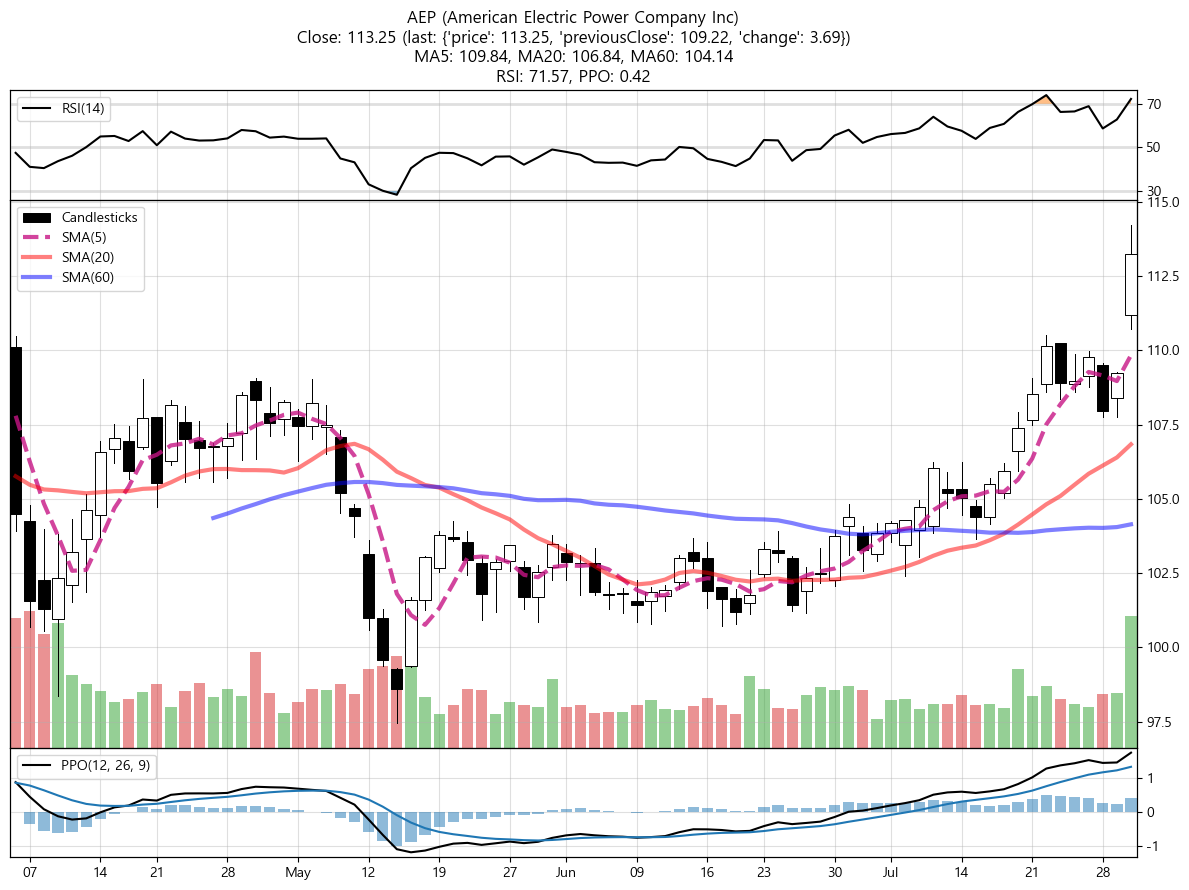 AEP (American Electric Power Company Inc)
Close: 113.25 (last: {'price': 113.25, 'previousClose': 109.22, 'change': 3.69})
MA5: 109.84, MA20: 106.84, MA60: 104.14
RSI: 71.57, PPO: 0.42
RSI(14)
70
50
30
Candlesticks
SMA(5)
SMA(20)
SMA(60)
115.0
112.5
110.0
107.5
105.0
102.5
100.0
97.5
PPO(12, 26, 9)
1
0
-1
07 14 21 28 May 12 19 27 Jun 09 16 23 30 Jul 14 21 28